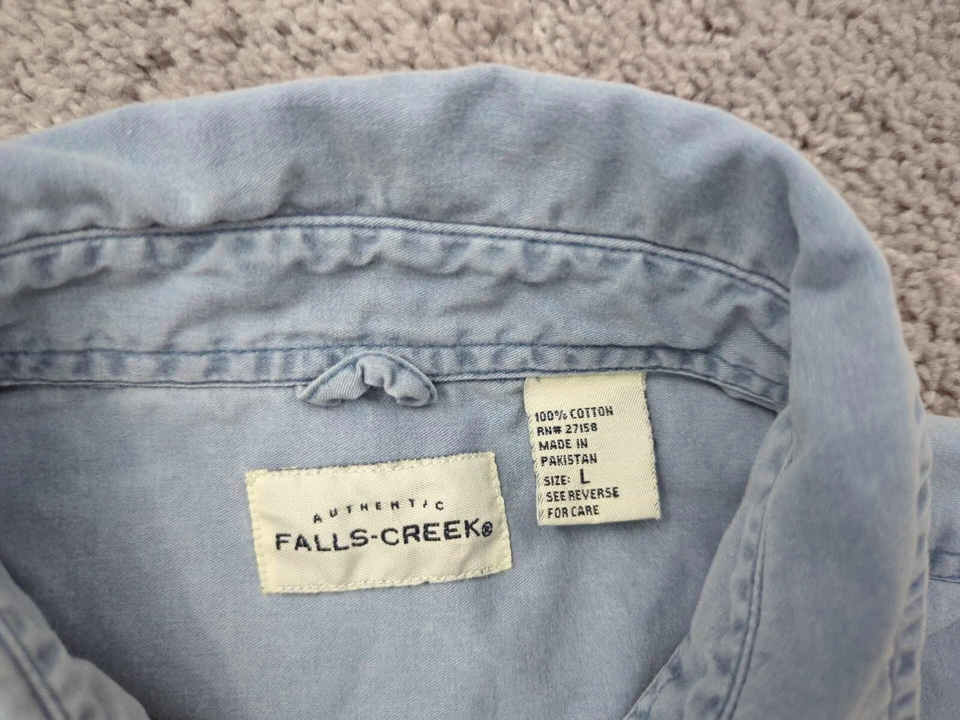 AUTHENTIC
FALLS-CREEK®
100% COTTON
RN# 27158
MADE IN
PAKISTAN
SIZE: L
SEE REVERSE
FOR CARE